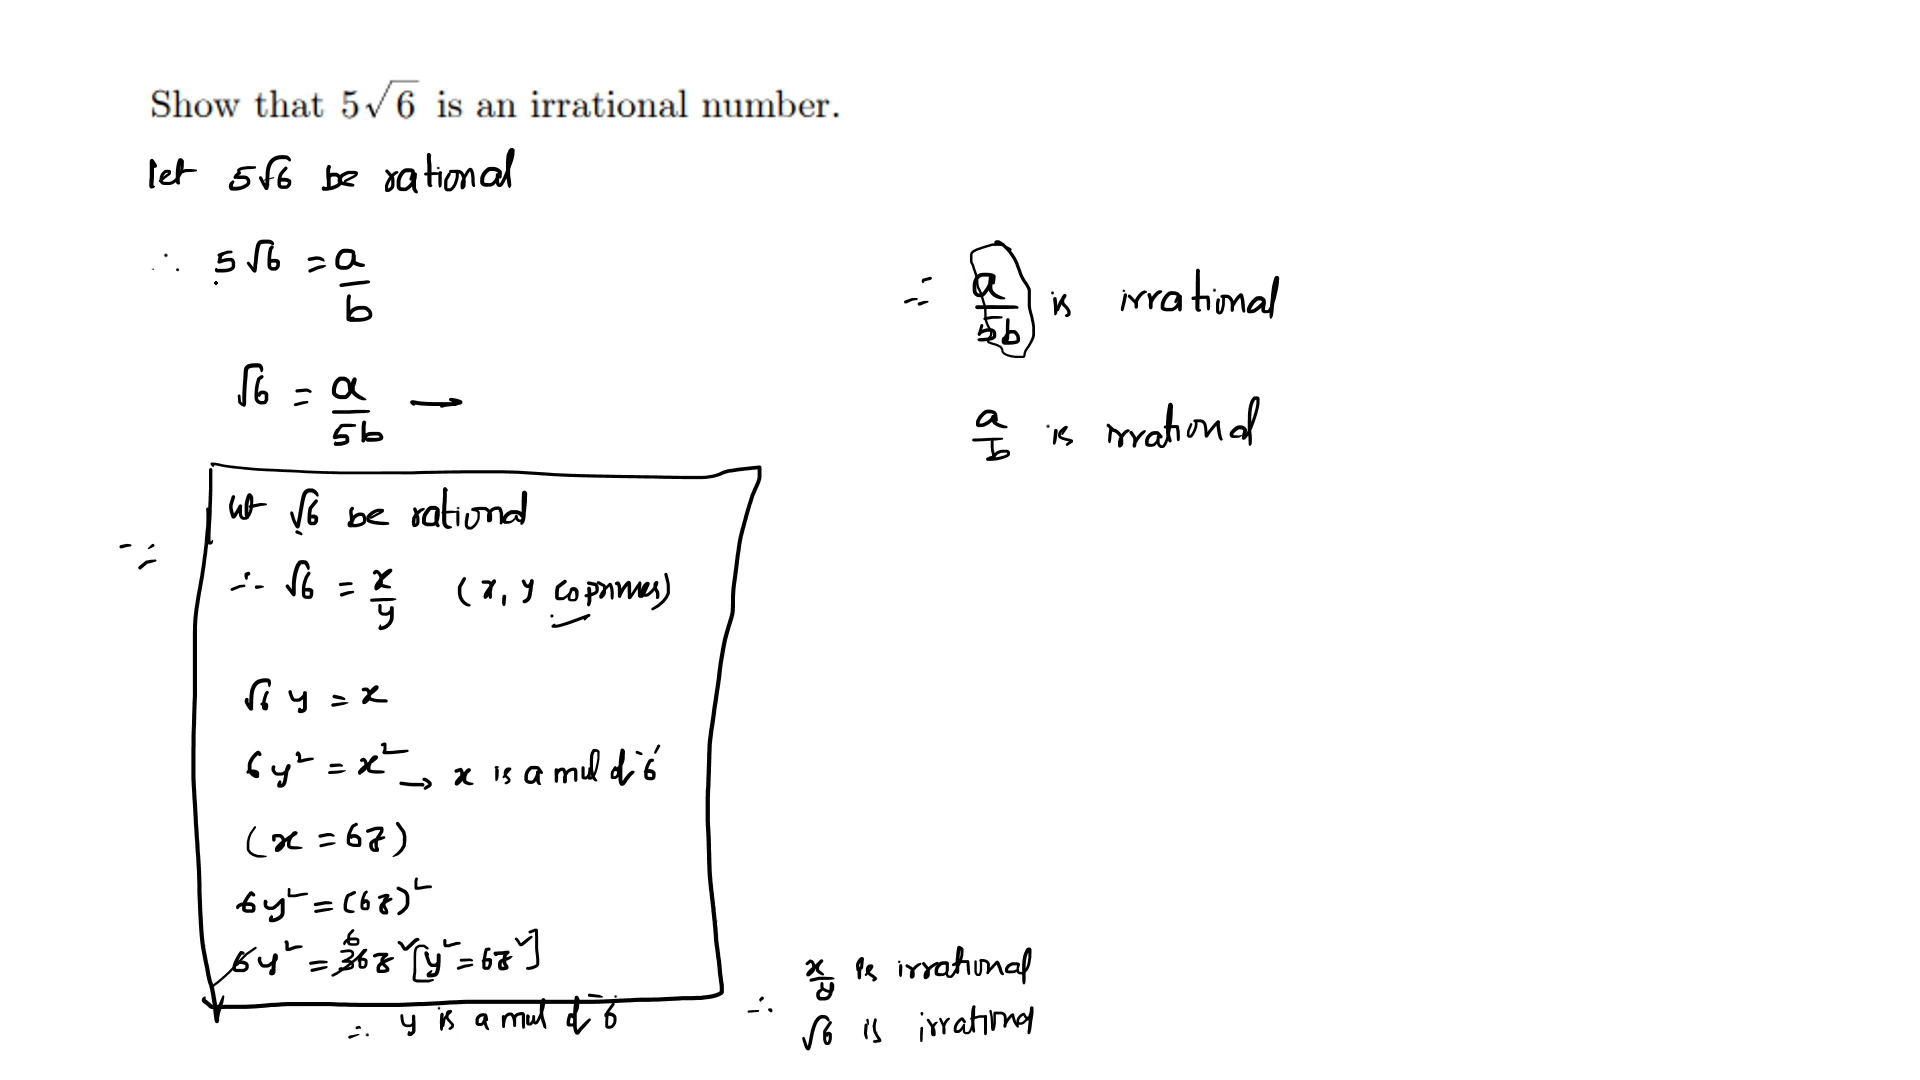 Show that 5√6 is an irrational number.
let 5√6 be rational
∴ 5√6 = a/b
√6 = a/5b →
let √6 be rational
∴ √6 = x/y (x, y coprimes)
√6 y = x
6y² = x² → x is a mul of 6
(x = 6z)
6y² = (6z)²
6y² = 36z² 6 [y² = 6z²]
∴ y is a mul of 6
∴ x/y is irrational
√6 is irrational
∴ a/5b is irrational
a/b is irrational